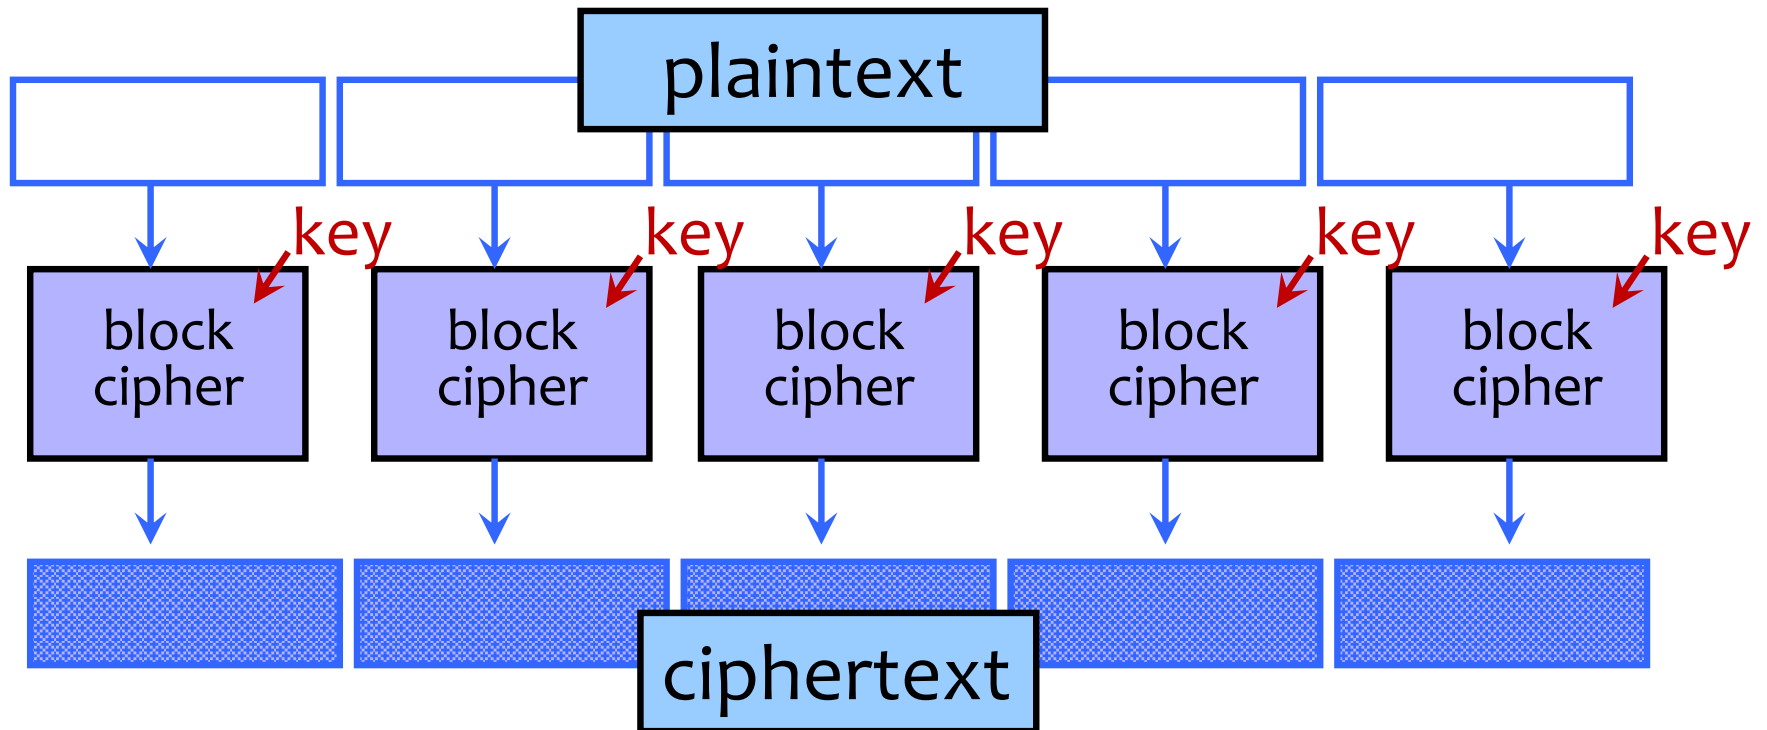 plaintext
key key key key key
block block block block block
cipher cipher cipher cipher cipher
ciphertext